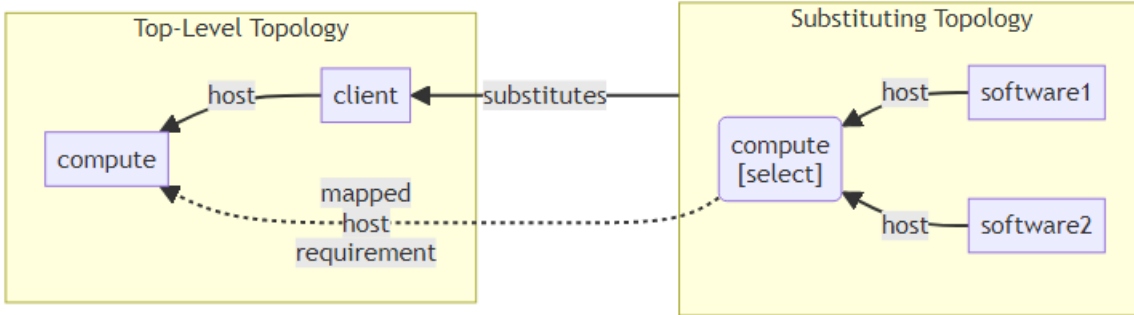 Top-Level Topology
host
client
compute
mapped
host
requirement
substitutes
Substituting Topology
host
software1
compute
[select]
host
software2